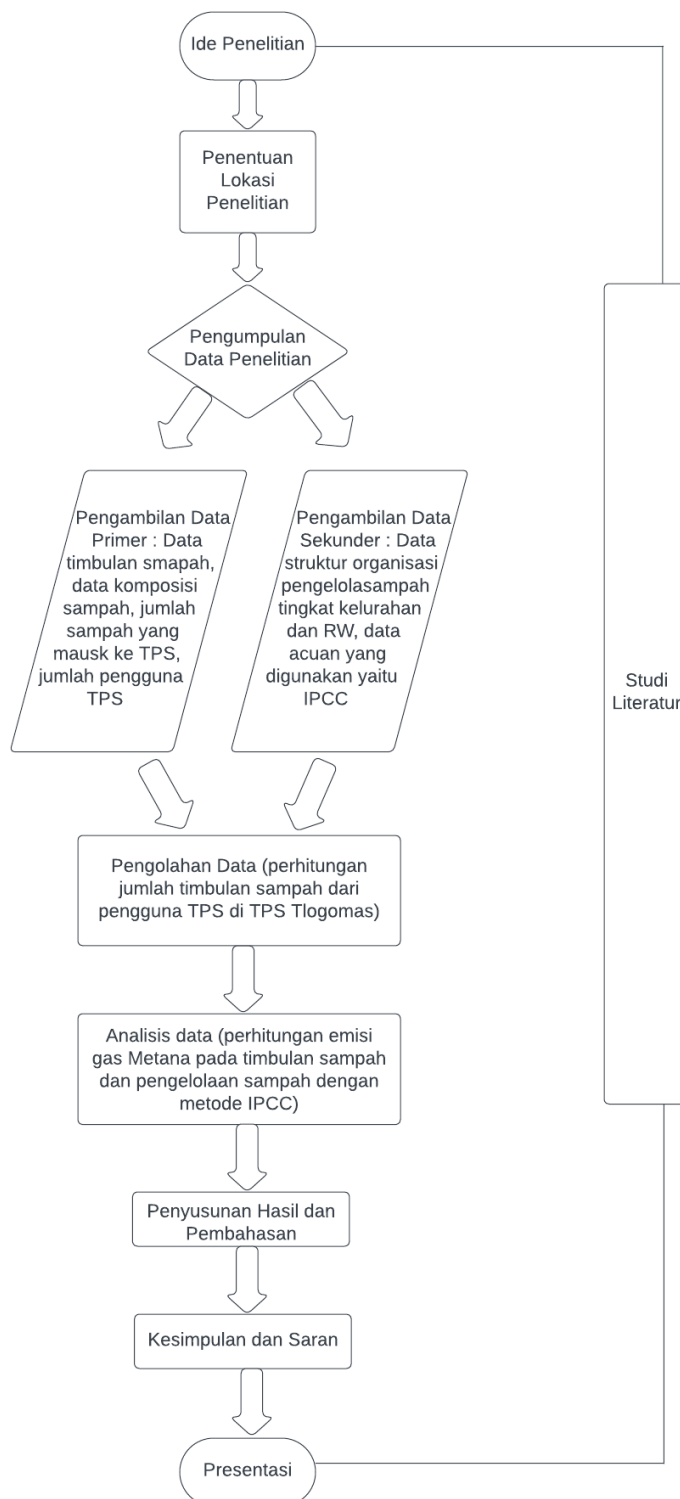 Ide Penelitian
Penentuan
Lokasi
Penelitian
Pengumpulan
Data Penelitian
Pengambilan Data
Primer : Data
timbulan smapah,
data komposisi
sampah, jumlah
sampah yang
mausk ke TPS,
jumlah pengguna
TPS
Pengambilan Data
Sekunder : Data
struktur organisasi
pengelolasampah
tingkat kelurahan
dan RW, data
acuan yang
digunakan yaitu
IPCC
Studi
Literatur
Pengolahan Data (perhitungan
jumlah timbulan sampah dari
pengguna TPS di TPS Tlogomas)
Analisis data (perhitungan emisi
gas Metana pada timbulan sampah
dan pengelolaan sampah dengan
metode IPCC)
Penyusunan Hasil dan
Pembahasan
Kesimpulan dan Saran
Presentasi